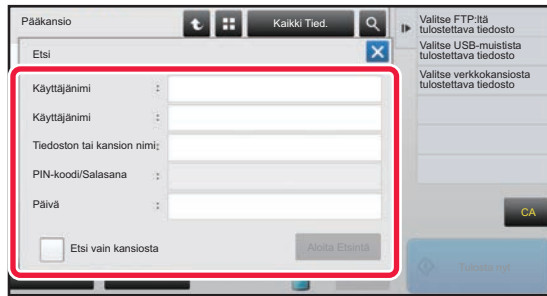 Pääkansio
Kaikki Tied.
Etsi
Käyttäjänimi :
Käyttäjänimi :
Tiedoston tai kansion nimi:
PIN-koodi/Salasana :
Päivä :
Etsi vain kansiosta
Aloita Etsintä
Valitse FTP:ltä
tulostettava tiedosto
Valitse USB-muistista
tulostettava tiedosto
Valitse verkkokansiosta
tulostettava tiedosto
CA
Tulosta nyt